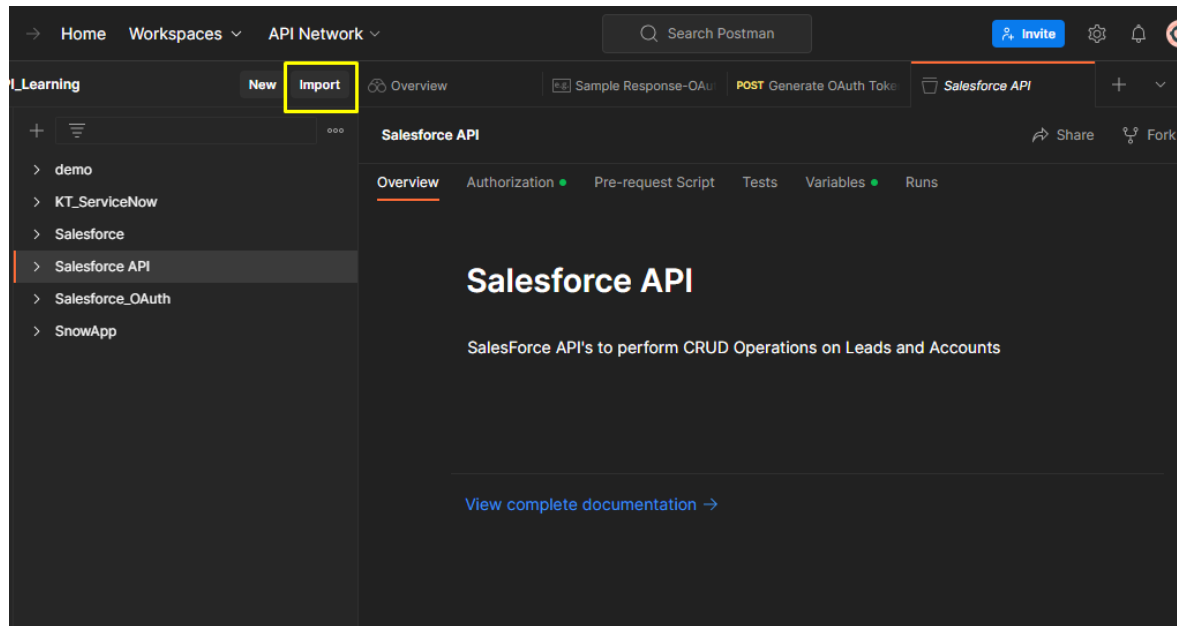 Home Workspaces API Network Search Postman Invite
I_Learning New Import Overview Sample Response-OAu POST Generate OAuth Toke Salesforce API
Salesforce API Share Fork
demo
Overview Authorization Pre-request Script Tests Variables Runs
KT_ServiceNow
Salesforce
Salesforce API
Salesforce_OAuth
SnowApp
Salesforce API
SalesForce API's to perform CRUD Operations on Leads and Accounts
View complete documentation →